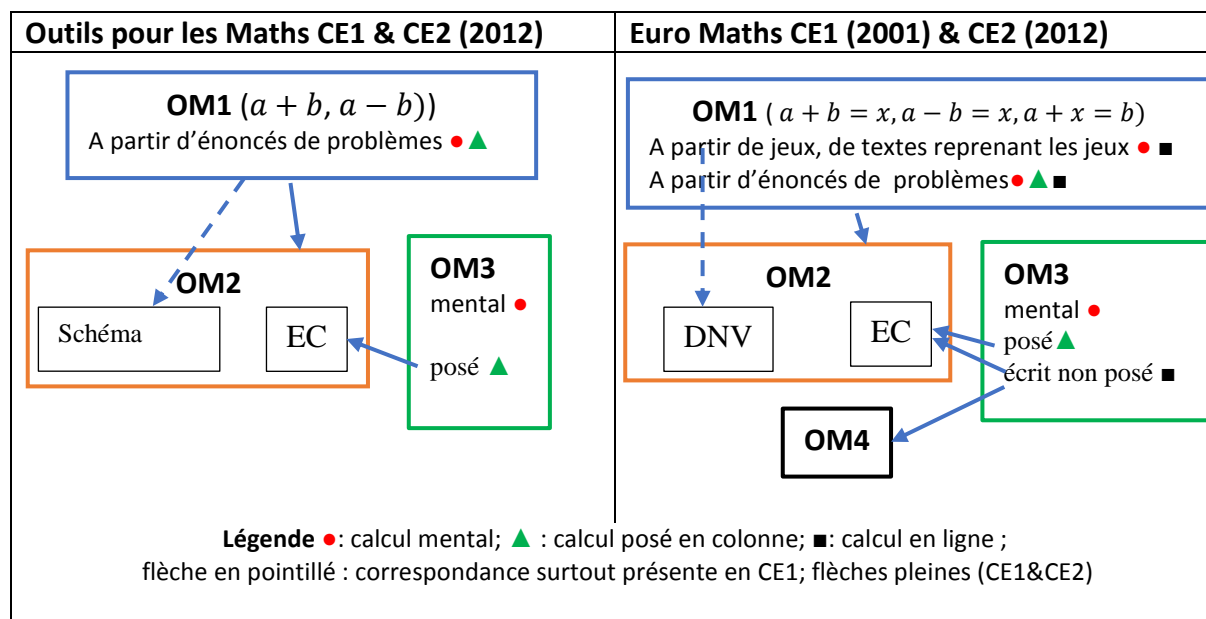 Outils pour les Maths CE1 & CE2 (2012)
OM1 (a + b, a − b))
A partir d'énoncés de problèmes ● ▲
OM2
Schéma
EC
OM3
mental ●
posé ▲
Euro Maths CE1 (2001) & CE2 (2012)
OM1 ( a + b = x, a − b = x, a + x = b)
A partir de jeux, de textes reprenant les jeux ● ■
A partir d'énoncés de problèmes● ▲ ■
OM2
DNV
EC
OM3
mental ●
posé ▲
écrit non posé ■
OM4
Légende ●: calcul mental; ▲ : calcul posé en colonne; ■: calcul en ligne ;
flèche en pointillé : correspondance surtout présente en CE1; flèches pleines (CE1&CE2)